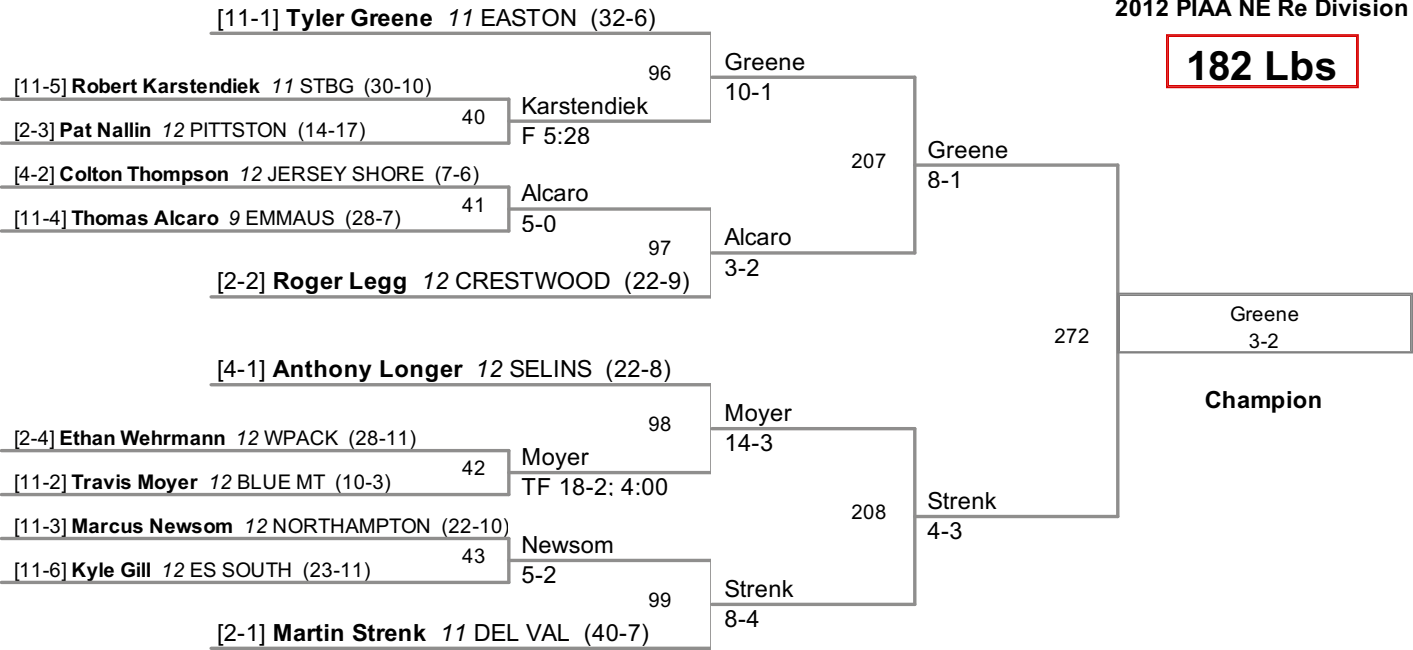 2012 PIAA NE Re Division
182 Lbs
[11-1] Tyler Greene 11 EASTON (32-6)
96
Greene
10-1
[11-5] Robert Karstendiek 11 STBG (30-10)
40
Karstendiek
F 5:28
[2-3] Pat Nallin 12 PITTSTON (14-17)
207
Greene
8-1
[4-2] Colton Thompson 12 JERSEY SHORE (7-6)
41
Alcaro
5-0
[11-4] Thomas Alcaro 9 EMMAUS (28-7)
97
Alcaro
3-2
[2-2] Roger Legg 12 CRESTWOOD (22-9)
272
Greene
3-2
Champion
[4-1] Anthony Longer 12 SELINS (22-8)
98
Moyer
14-3
[2-4] Ethan Wehrmann 12 WPACK (28-11)
42
Moyer
TF 18-2; 4:00
[11-2] Travis Moyer 12 BLUE MT (10-3)
208
Strenk
4-3
[11-3] Marcus Newsom 12 NORTHAMPTON (22-10)
43
Newsom
5-2
[11-6] Kyle Gill 12 ES SOUTH (23-11)
99
Strenk
8-4
[2-1] Martin Strenk 11 DEL VAL (40-7)